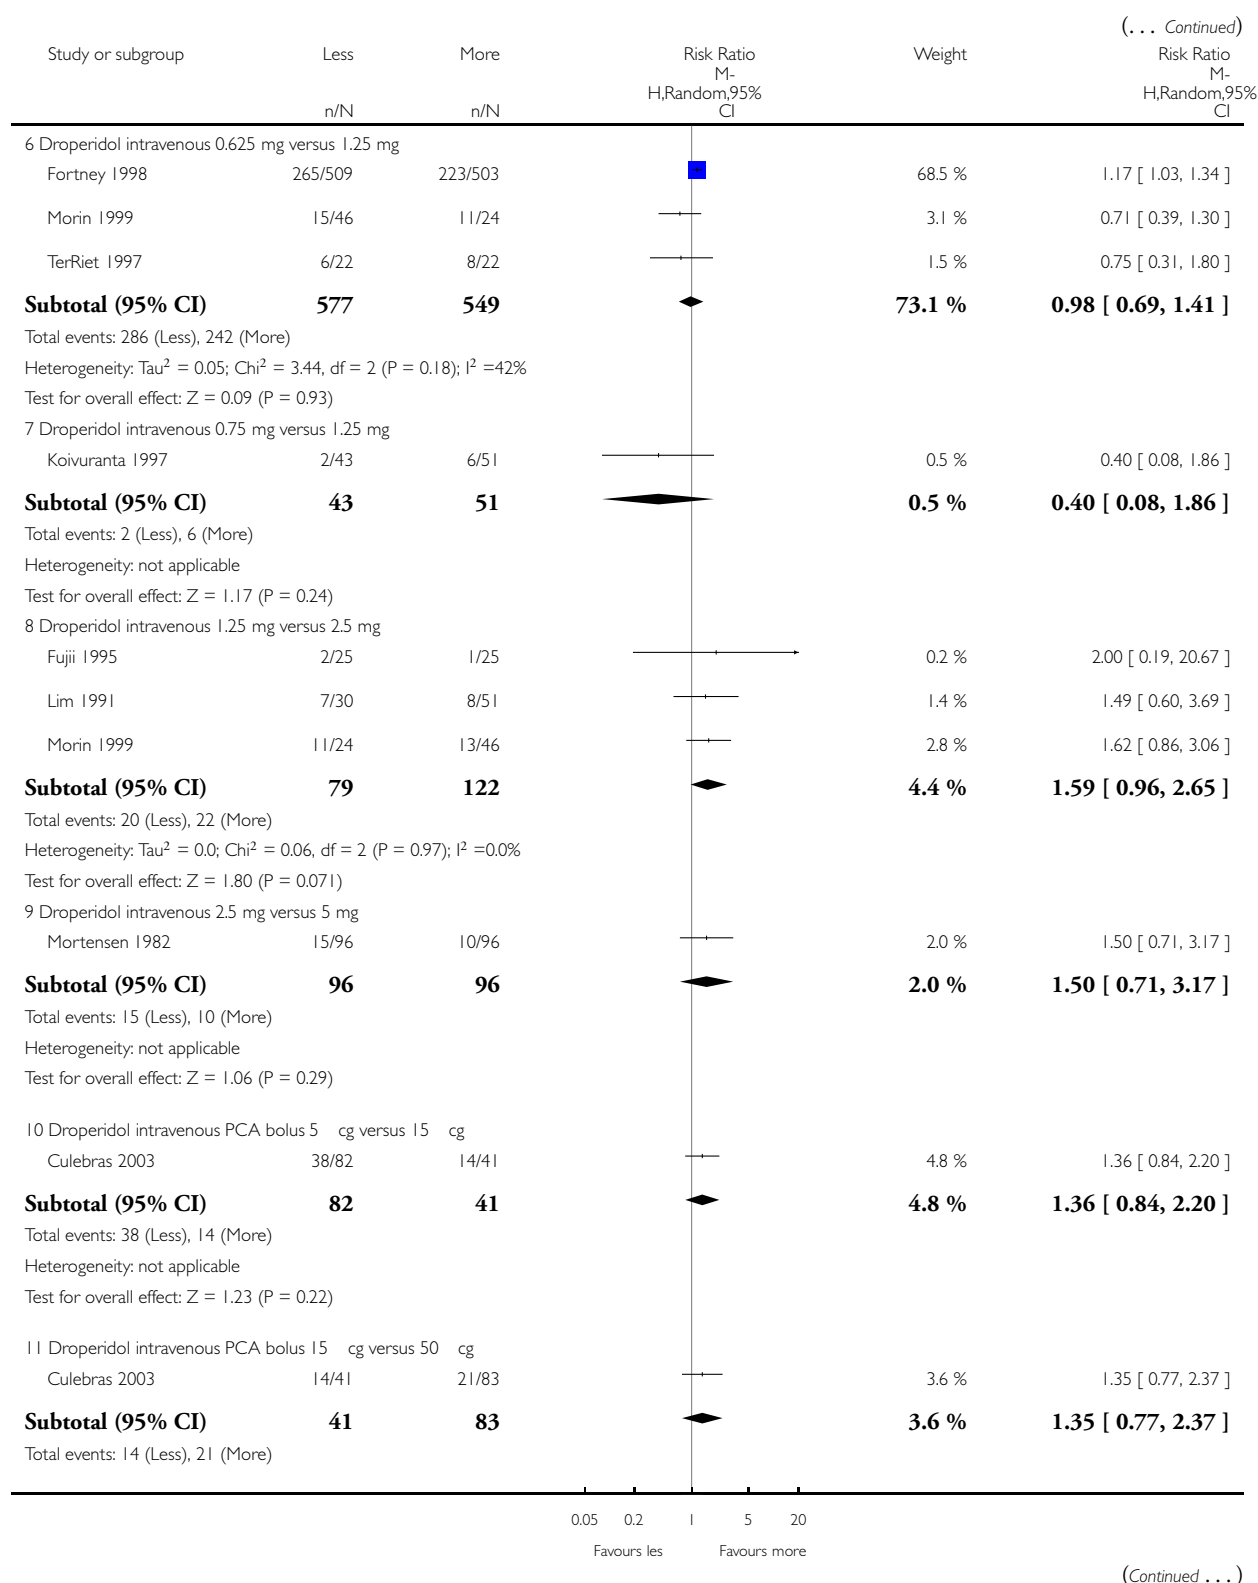 (... Continued)
Study or subgroup Less More Risk Ratio Weight Risk Ratio
M- M-
H,Random,95% H,Random,95%
n/N n/N CI CI
6 Droperidol intravenous 0.625 mg versus 1.25 mg
Fortney 1998 265/509 223/503 68.5 % 1.17 [ 1.03, 1.34 ]
Morin 1999 15/46 11/24 3.1 % 0.71 [ 0.39, 1.30 ]
TerRiet 1997 6/22 8/22 1.5 % 0.75 [ 0.31, 1.80 ]
Subtotal (95% CI) 577 549 73.1 % 0.98 [ 0.69, 1.41 ]
Total events: 286 (Less), 242 (More)
Heterogeneity: Tau² = 0.05; Chi² = 3.44, df = 2 (P = 0.18); I² =42%
Test for overall effect: Z = 0.09 (P = 0.93)
7 Droperidol intravenous 0.75 mg versus 1.25 mg
Koivuranta 1997 2/43 6/51 0.5 % 0.40 [ 0.08, 1.86 ]
Subtotal (95% CI) 43 51 0.5 % 0.40 [ 0.08, 1.86 ]
Total events: 2 (Less), 6 (More)
Heterogeneity: not applicable
Test for overall effect: Z = 1.17 (P = 0.24)
8 Droperidol intravenous 1.25 mg versus 2.5 mg
Fujii 1995 2/25 1/25 0.2 % 2.00 [ 0.19, 20.67 ]
Lim 1991 7/30 8/51 1.4 % 1.49 [ 0.60, 3.69 ]
Morin 1999 11/24 13/46 2.8 % 1.62 [ 0.86, 3.06 ]
Subtotal (95% CI) 79 122 4.4 % 1.59 [ 0.96, 2.65 ]
Total events: 20 (Less), 22 (More)
Heterogeneity: Tau² = 0.0; Chi² = 0.06, df = 2 (P = 0.97); I² =0.0%
Test for overall effect: Z = 1.80 (P = 0.071)
9 Droperidol intravenous 2.5 mg versus 5 mg
Mortensen 1982 15/96 10/96 2.0 % 1.50 [ 0.71, 3.17 ]
Subtotal (95% CI) 96 96 2.0 % 1.50 [ 0.71, 3.17 ]
Total events: 15 (Less), 10 (More)
Heterogeneity: not applicable
Test for overall effect: Z = 1.06 (P = 0.29)
10 Droperidol intravenous PCA bolus 5 cg versus 15 cg
Culebras 2003 38/82 14/41 4.8 % 1.36 [ 0.84, 2.20 ]
Subtotal (95% CI) 82 41 4.8 % 1.36 [ 0.84, 2.20 ]
Total events: 38 (Less), 14 (More)
Heterogeneity: not applicable
Test for overall effect: Z = 1.23 (P = 0.22)
11 Droperidol intravenous PCA bolus 15 cg versus 50 cg
Culebras 2003 14/41 21/83 3.6 % 1.35 [ 0.77, 2.37 ]
Subtotal (95% CI) 41 83 3.6 % 1.35 [ 0.77, 2.37 ]
Total events: 14 (Less), 21 (More)
0.05 0.2 1 5 20
Favours les Favours more
(Continued ...)